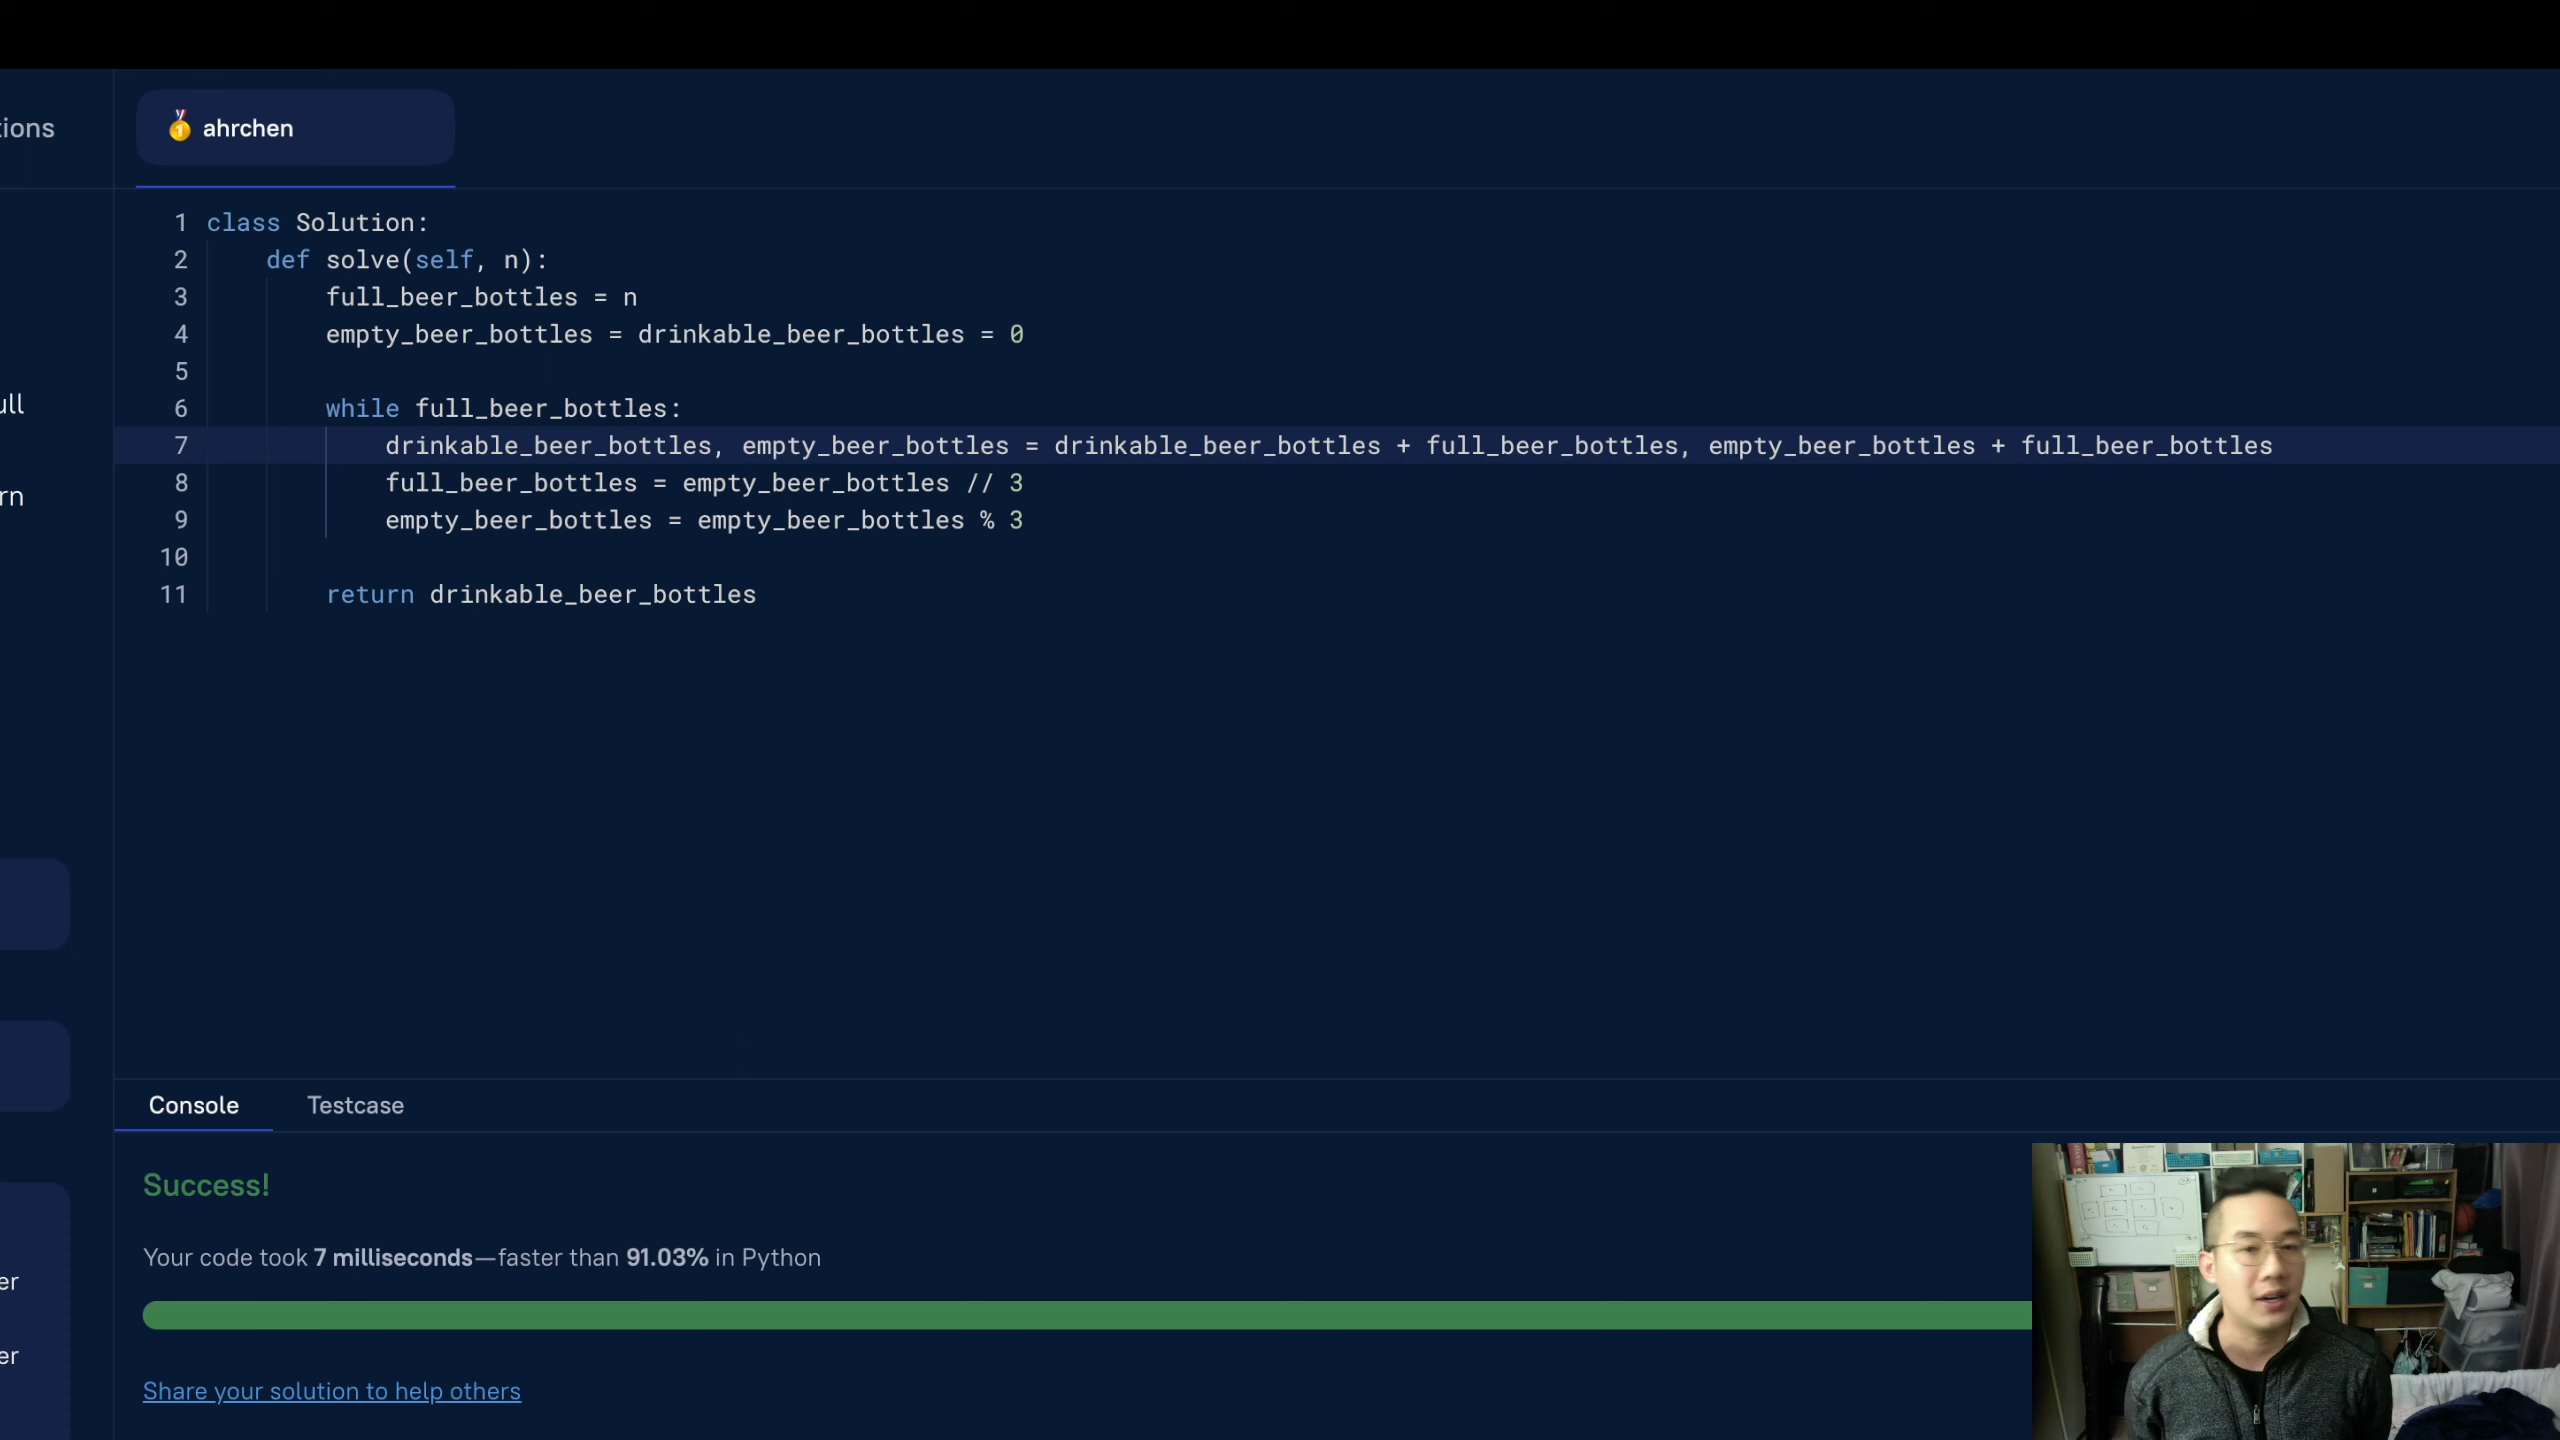 tions
🥇 ahrchen
ull
rn
er
er
1 class Solution:
2 def solve(self, n):
3 full_beer_bottles = n
4 empty_beer_bottles = drinkable_beer_bottles = 0
5
6 while full_beer_bottles:
7 drinkable_beer_bottles, empty_beer_bottles = drinkable_beer_bottles + full_beer_bottles, empty_beer_bottles + full_beer_bottles
8 full_beer_bottles = empty_beer_bottles // 3
9 empty_beer_bottles = empty_beer_bottles % 3
10
11 return drinkable_beer_bottles
Console Testcase
Success!
Your code took 7 milliseconds—faster than 91.03% in Python
Share your solution to help others